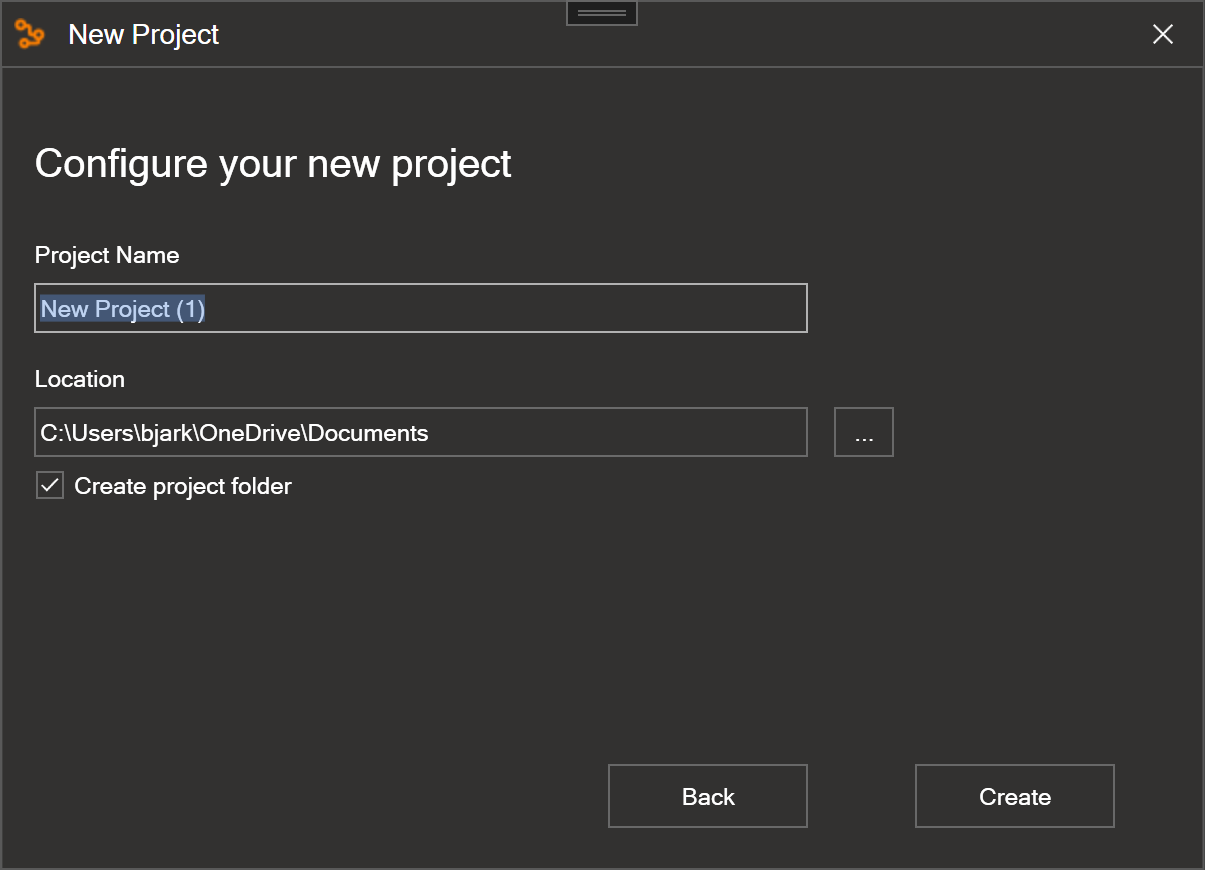 New Project
Configure your new project
Project Name
New Project (1)
Location
C:\Users\bjark\OneDrive\Documents
...
Create project folder
Back
Create